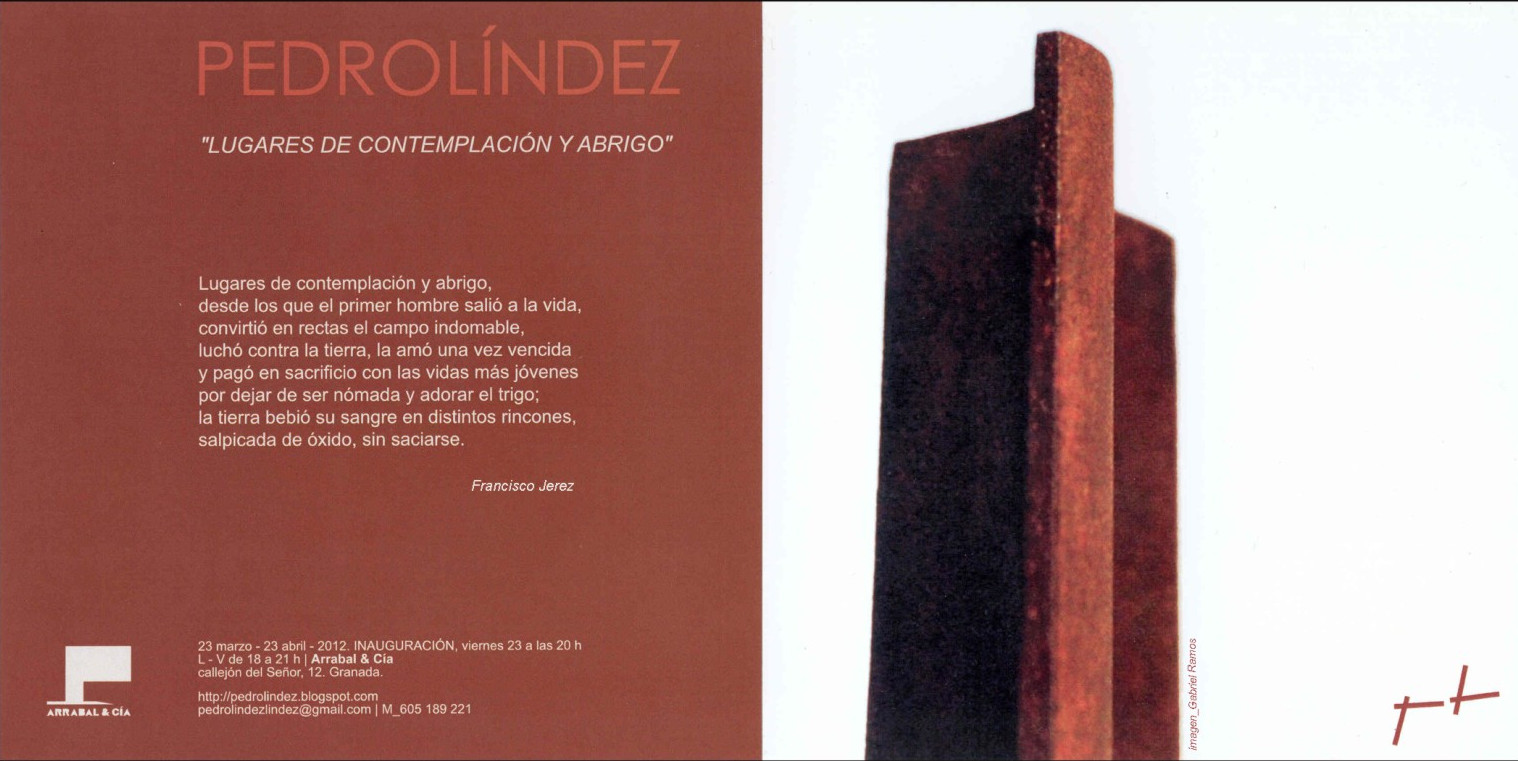 PEDROLÍNDEZ
"LUGARES DE CONTEMPLACIÓN Y ABRIGO"
Lugares de contemplación y abrigo,
desde los que el primer hombre salió a la vida,
convirtió en rectas el campo indomable,
luchó contra la tierra, la amó una vez vencida
y pagó en sacrificio con las vidas más jóvenes
por dejar de ser nómada y adorar el trigo;
la tierra bebió su sangre en distintos rincones,
salpicada de óxido, sin saciarse.
Francisco Jerez
23 marzo - 23 abril - 2012. INAUGURACIÓN, viernes 23 a las 20 h
L - V de 18 a 21 h | Arrabal & Cía
callejón del Señor, 12. Granada.
http://pedrolindez.blogspot.com
pedrolindezlindez@gmail.com | M_605 189 221
ARRABAL & CÍA
imagen_Gabriel Ramos